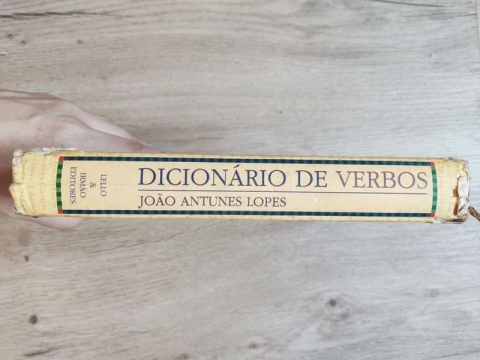 DICIONÁRIO DE VERBOS
JOÃO ANTUNES LOPES
LELLO
&
IRMÃO
EDITORES